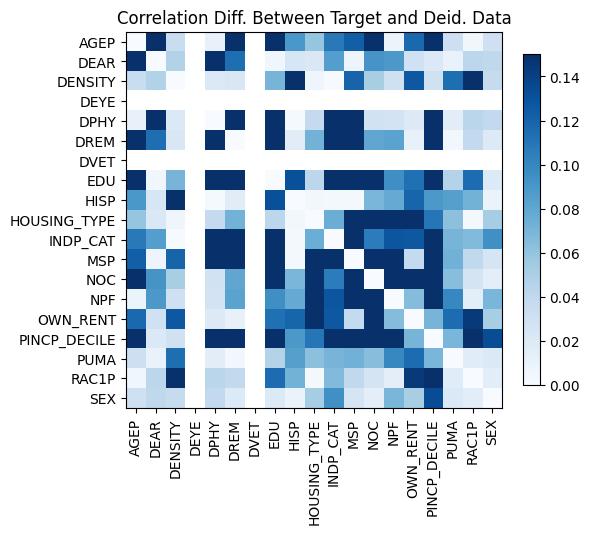 Correlation Diff. Between Target and Deid. Data
AGEP
DEAR
DENSITY
DEYE
DPHY
DREM
DVET
EDU
HISP
HOUSING_TYPE
INDP_CAT
MSP
NOC
NPF
OWN_RENT
PINCP_DECILE
PUMA
RAC1P
SEX
AGEP
DEAR
DENSITY
DEYE
DPHY
DREM
DVET
EDU
HISP
HOUSING_TYPE
INDP_CAT
MSP
NOC
NPF
OWN_RENT
PINCP_DECILE
PUMA
RAC1P
SEX
0.14
0.12
0.10
0.08
0.06
0.04
0.02
0.00